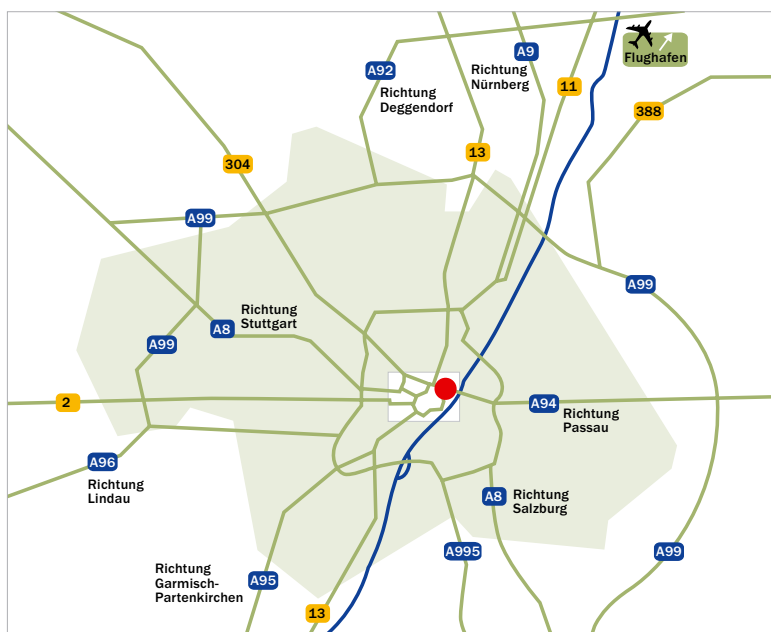 Flughafen
A9
A92
Richtung
Nürnberg
Richtung
Deggendorf
11
388
13
304
A99
A99
Richtung
Stuttgart
A8
A99
2
A94
Richtung
Passau
A96
Richtung
Lindau
A8
Richtung
Salzburg
A995
A99
Richtung
Garmisch-
Partenkirchen
A95
13